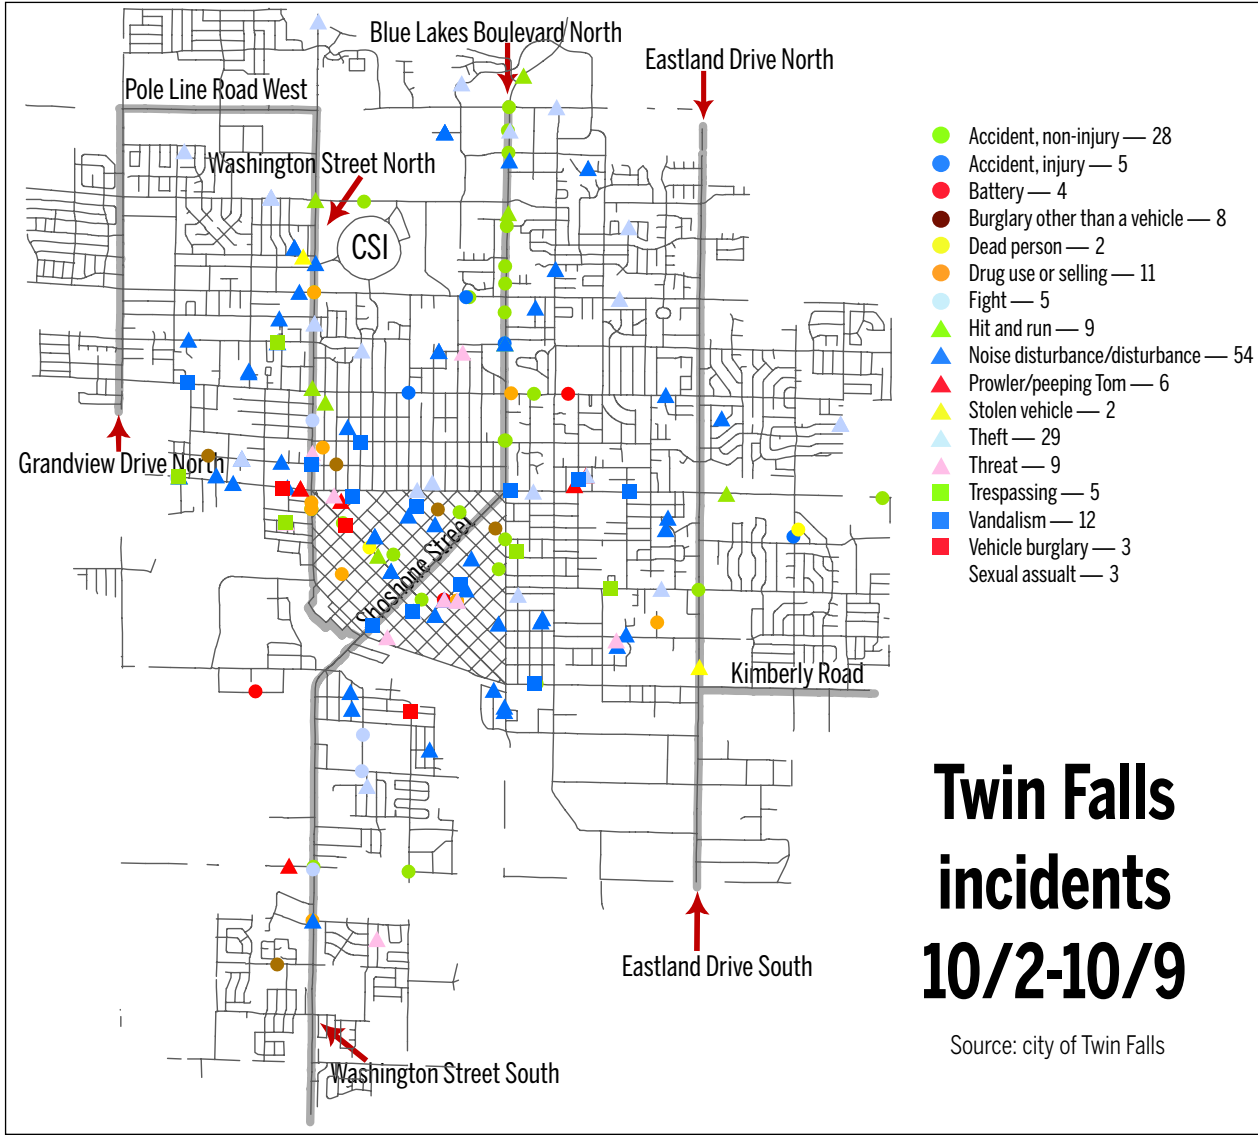 Blue Lakes Boulevard North
Eastland Drive North
Pole Line Road West
Washington Street North
CSI
Grandview Drive North
Shoshone Street
Kimberly Road
Eastland Drive South
Washington Street South
Accident, non-injury — 28
Accident, injury — 5
Battery — 4
Burglary other than a vehicle — 8
Dead person — 2
Drug use or selling — 11
Fight — 5
Hit and run — 9
Noise disturbance/disturbance — 54
Prowler/peeping Tom — 6
Stolen vehicle — 2
Theft — 29
Threat — 9
Trespassing — 5
Vandalism — 12
Vehicle burglary — 3
Sexual assualt — 3
Twin Falls
incidents
10/2-10/9
Source: city of Twin Falls